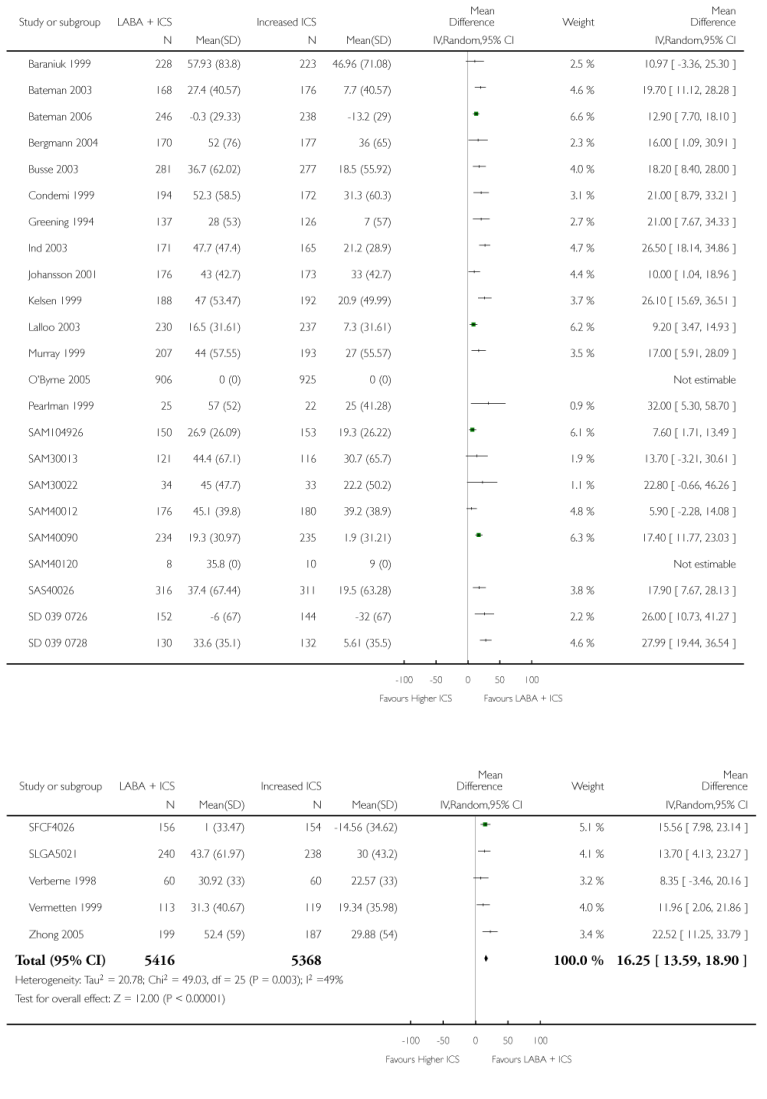 Study or subgroup LABA + ICS Increased ICS Mean Difference Weight Mean Difference
N Mean(SD) N Mean(SD) IV,Random,95% CI IV,Random,95% CI
Baraniuk 1999 228 57.93 (83.8) 223 46.96 (71.08) 2.5 % 10.97 [ -3.36, 25.30 ]
Bateman 2003 168 27.4 (40.57) 176 7.7 (40.57) 4.6 % 19.70 [ 11.12, 28.28 ]
Bateman 2006 246 -0.3 (29.33) 238 -13.2 (29) 6.6 % 12.90 [ 7.70, 18.10 ]
Bergmann 2004 170 52 (76) 177 36 (65) 2.3 % 16.00 [ 1.09, 30.91 ]
Busse 2003 281 36.7 (62.02) 277 18.5 (55.92) 4.0 % 18.20 [ 8.40, 28.00 ]
Condemi 1999 194 52.3 (58.5) 172 31.3 (60.3) 3.1 % 21.00 [ 8.79, 33.21 ]
Greening 1994 137 28 (53) 126 7 (57) 2.7 % 21.00 [ 7.67, 34.33 ]
Ind 2003 171 47.7 (47.4) 165 21.2 (28.9) 4.7 % 26.50 [ 18.14, 34.86 ]
Johansson 2001 176 43 (42.7) 173 33 (42.7) 4.4 % 10.00 [ 1.04, 18.96 ]
Kelsen 1999 188 47 (53.47) 192 20.9 (49.99) 3.7 % 26.10 [ 15.69, 36.51 ]
Lalloo 2003 230 16.5 (31.61) 237 7.3 (31.61) 6.2 % 9.20 [ 3.47, 14.93 ]
Murray 1999 207 44 (57.55) 193 27 (55.57) 3.5 % 17.00 [ 5.91, 28.09 ]
O'Byrne 2005 906 0 (0) 925 0 (0) Not estimable
Pearlman 1999 25 57 (52) 22 25 (41.28) 0.9 % 32.00 [ 5.30, 58.70 ]
SAM104926 150 26.9 (26.09) 153 19.3 (26.22) 6.1 % 7.60 [ 1.71, 13.49 ]
SAM30013 121 44.4 (67.1) 116 30.7 (65.7) 1.9 % 13.70 [ -3.21, 30.61 ]
SAM30022 34 45 (47.7) 33 22.2 (50.2) 1.1 % 22.80 [ -0.66, 46.26 ]
SAM40012 176 45.1 (39.8) 180 39.2 (38.9) 4.8 % 5.90 [ -2.28, 14.08 ]
SAM40090 234 19.3 (30.97) 235 1.9 (31.21) 6.3 % 17.40 [ 11.77, 23.03 ]
SAM40120 8 35.8 (0) 10 9 (0) Not estimable
SAS40026 316 37.4 (67.44) 311 19.5 (63.28) 3.8 % 17.90 [ 7.67, 28.13 ]
SD 039 0726 152 -6 (67) 144 -32 (67) 2.2 % 26.00 [ 10.73, 41.27 ]
SD 039 0728 130 33.6 (35.1) 132 5.61 (35.5) 4.6 % 27.99 [ 19.44, 36.54 ]
-100 -50 0 50 100
Favours Higher ICS Favours LABA + ICS
Study or subgroup LABA + ICS Increased ICS Mean Difference Weight Mean Difference
N Mean(SD) N Mean(SD) IV,Random,95% CI IV,Random,95% CI
SFCF4026 156 1 (33.47) 154 -14.56 (34.62) 5.1 % 15.56 [ 7.98, 23.14 ]
SLGA5021 240 43.7 (61.97) 238 30 (43.2) 4.1 % 13.70 [ 4.13, 23.27 ]
Verberne 1998 60 30.92 (33) 60 22.57 (33) 3.2 % 8.35 [ -3.46, 20.16 ]
Vermetten 1999 113 31.3 (40.67) 119 19.34 (35.98) 4.0 % 11.96 [ 2.06, 21.86 ]
Zhong 2005 199 52.4 (59) 187 29.88 (54) 3.4 % 22.52 [ 11.25, 33.79 ]
Total (95% CI) 5416 5368 100.0 % 16.25 [ 13.59, 18.90 ]
Heterogeneity: Tau² = 20.78; Chi² = 49.03, df = 25 (P = 0.003); I² =49%
Test for overall effect: Z = 12.00 (P < 0.00001)
-100 -50 0 50 100
Favours Higher ICS Favours LABA + ICS